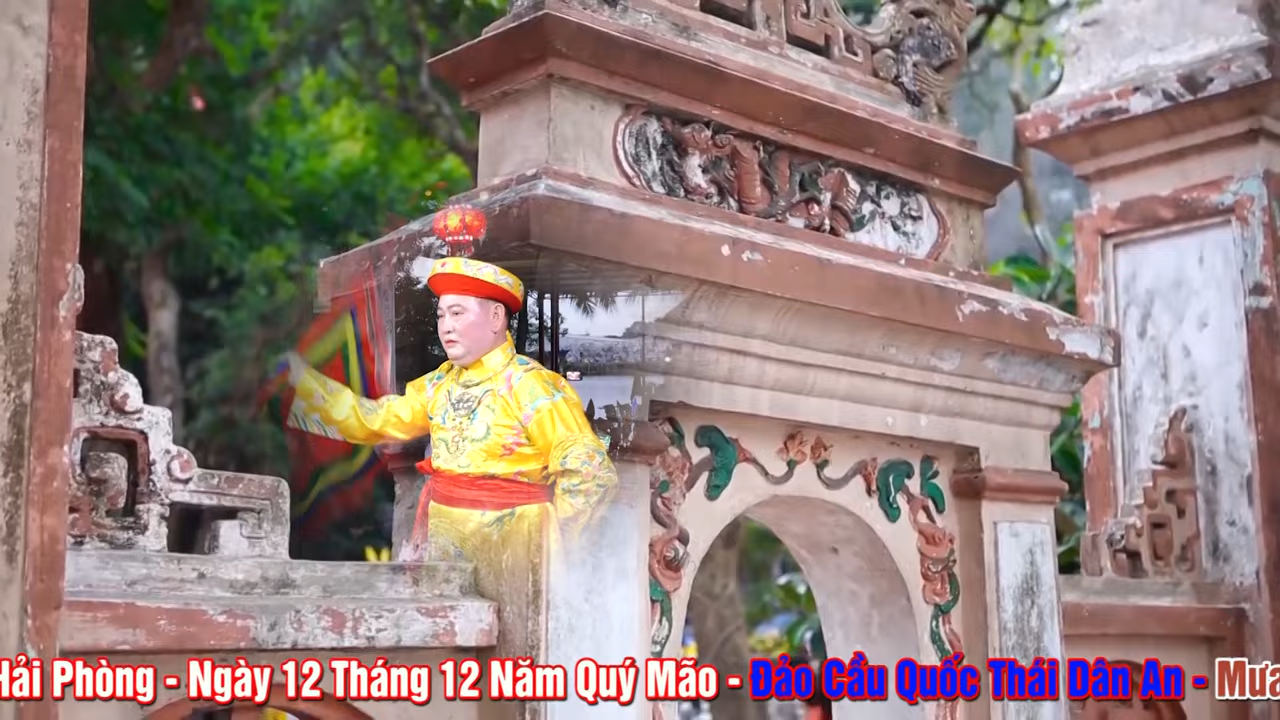 Hải Phòng - Ngày 12 Tháng 12 Năm Quý Mão - Đảo Cầu Quốc Thái Dân An - Mưa